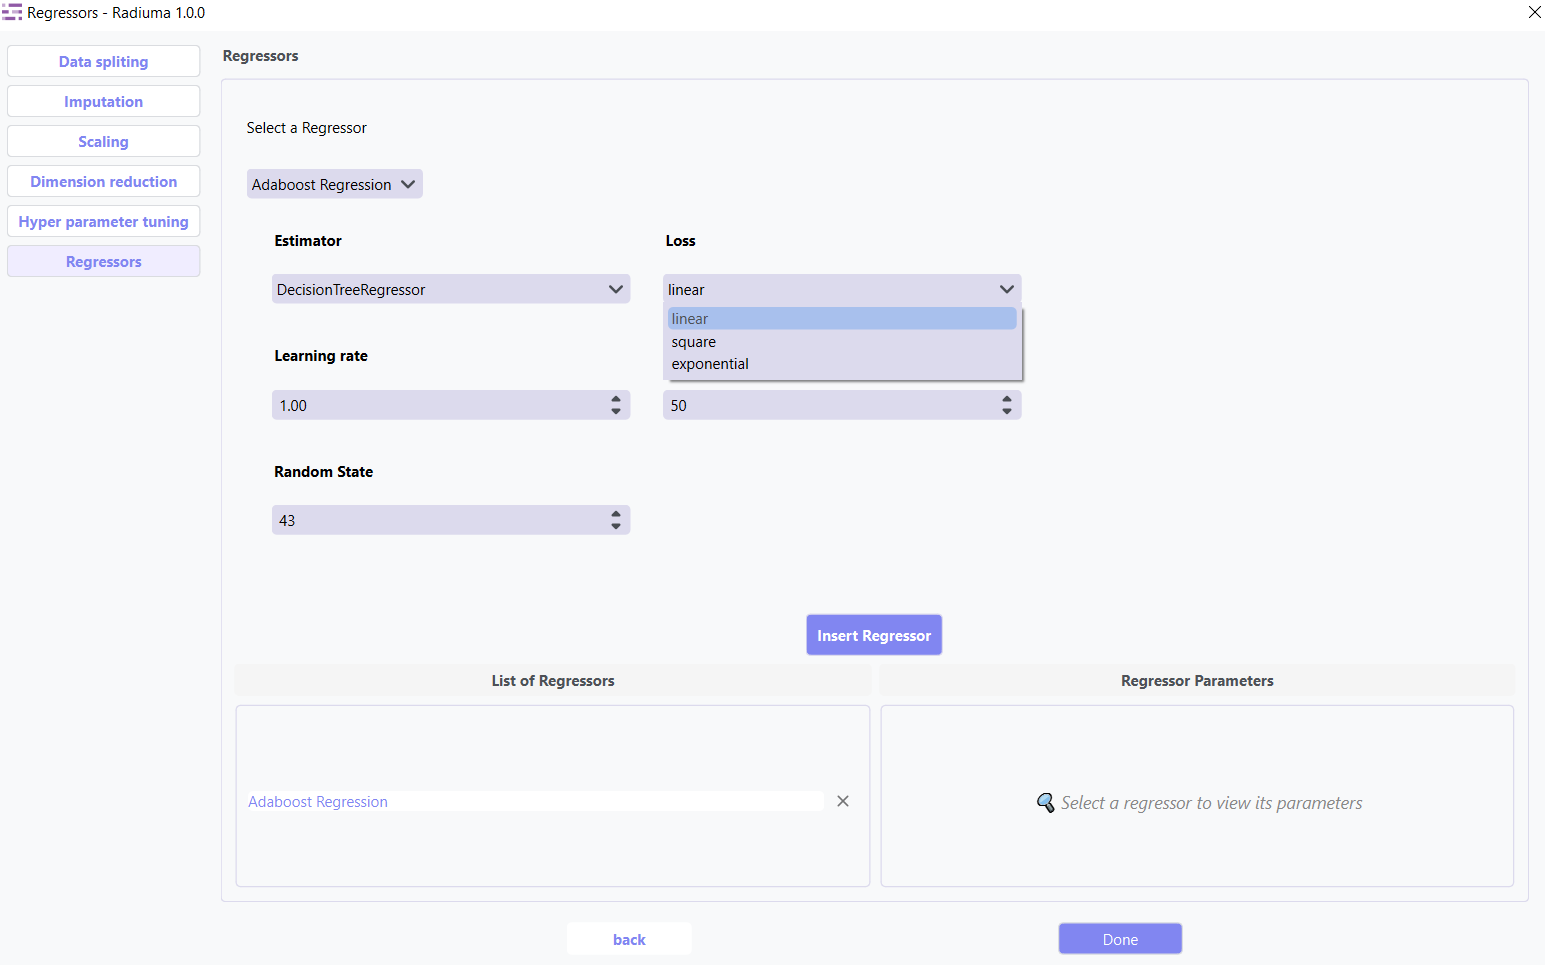 Regressors - Radiuma 1.0.0
Data spliting
Imputation
Scaling
Dimension reduction
Hyper parameter tuning
Regressors
Regressors
Select a Regressor
Adaboost Regression
Estimator
Loss
DecisionTreeRegressor
linear
linear
square
exponential
Learning rate
1.00
50
Random State
43
Insert Regressor
List of Regressors
Regressor Parameters
Adaboost Regression
Select a regressor to view its parameters
back
Done